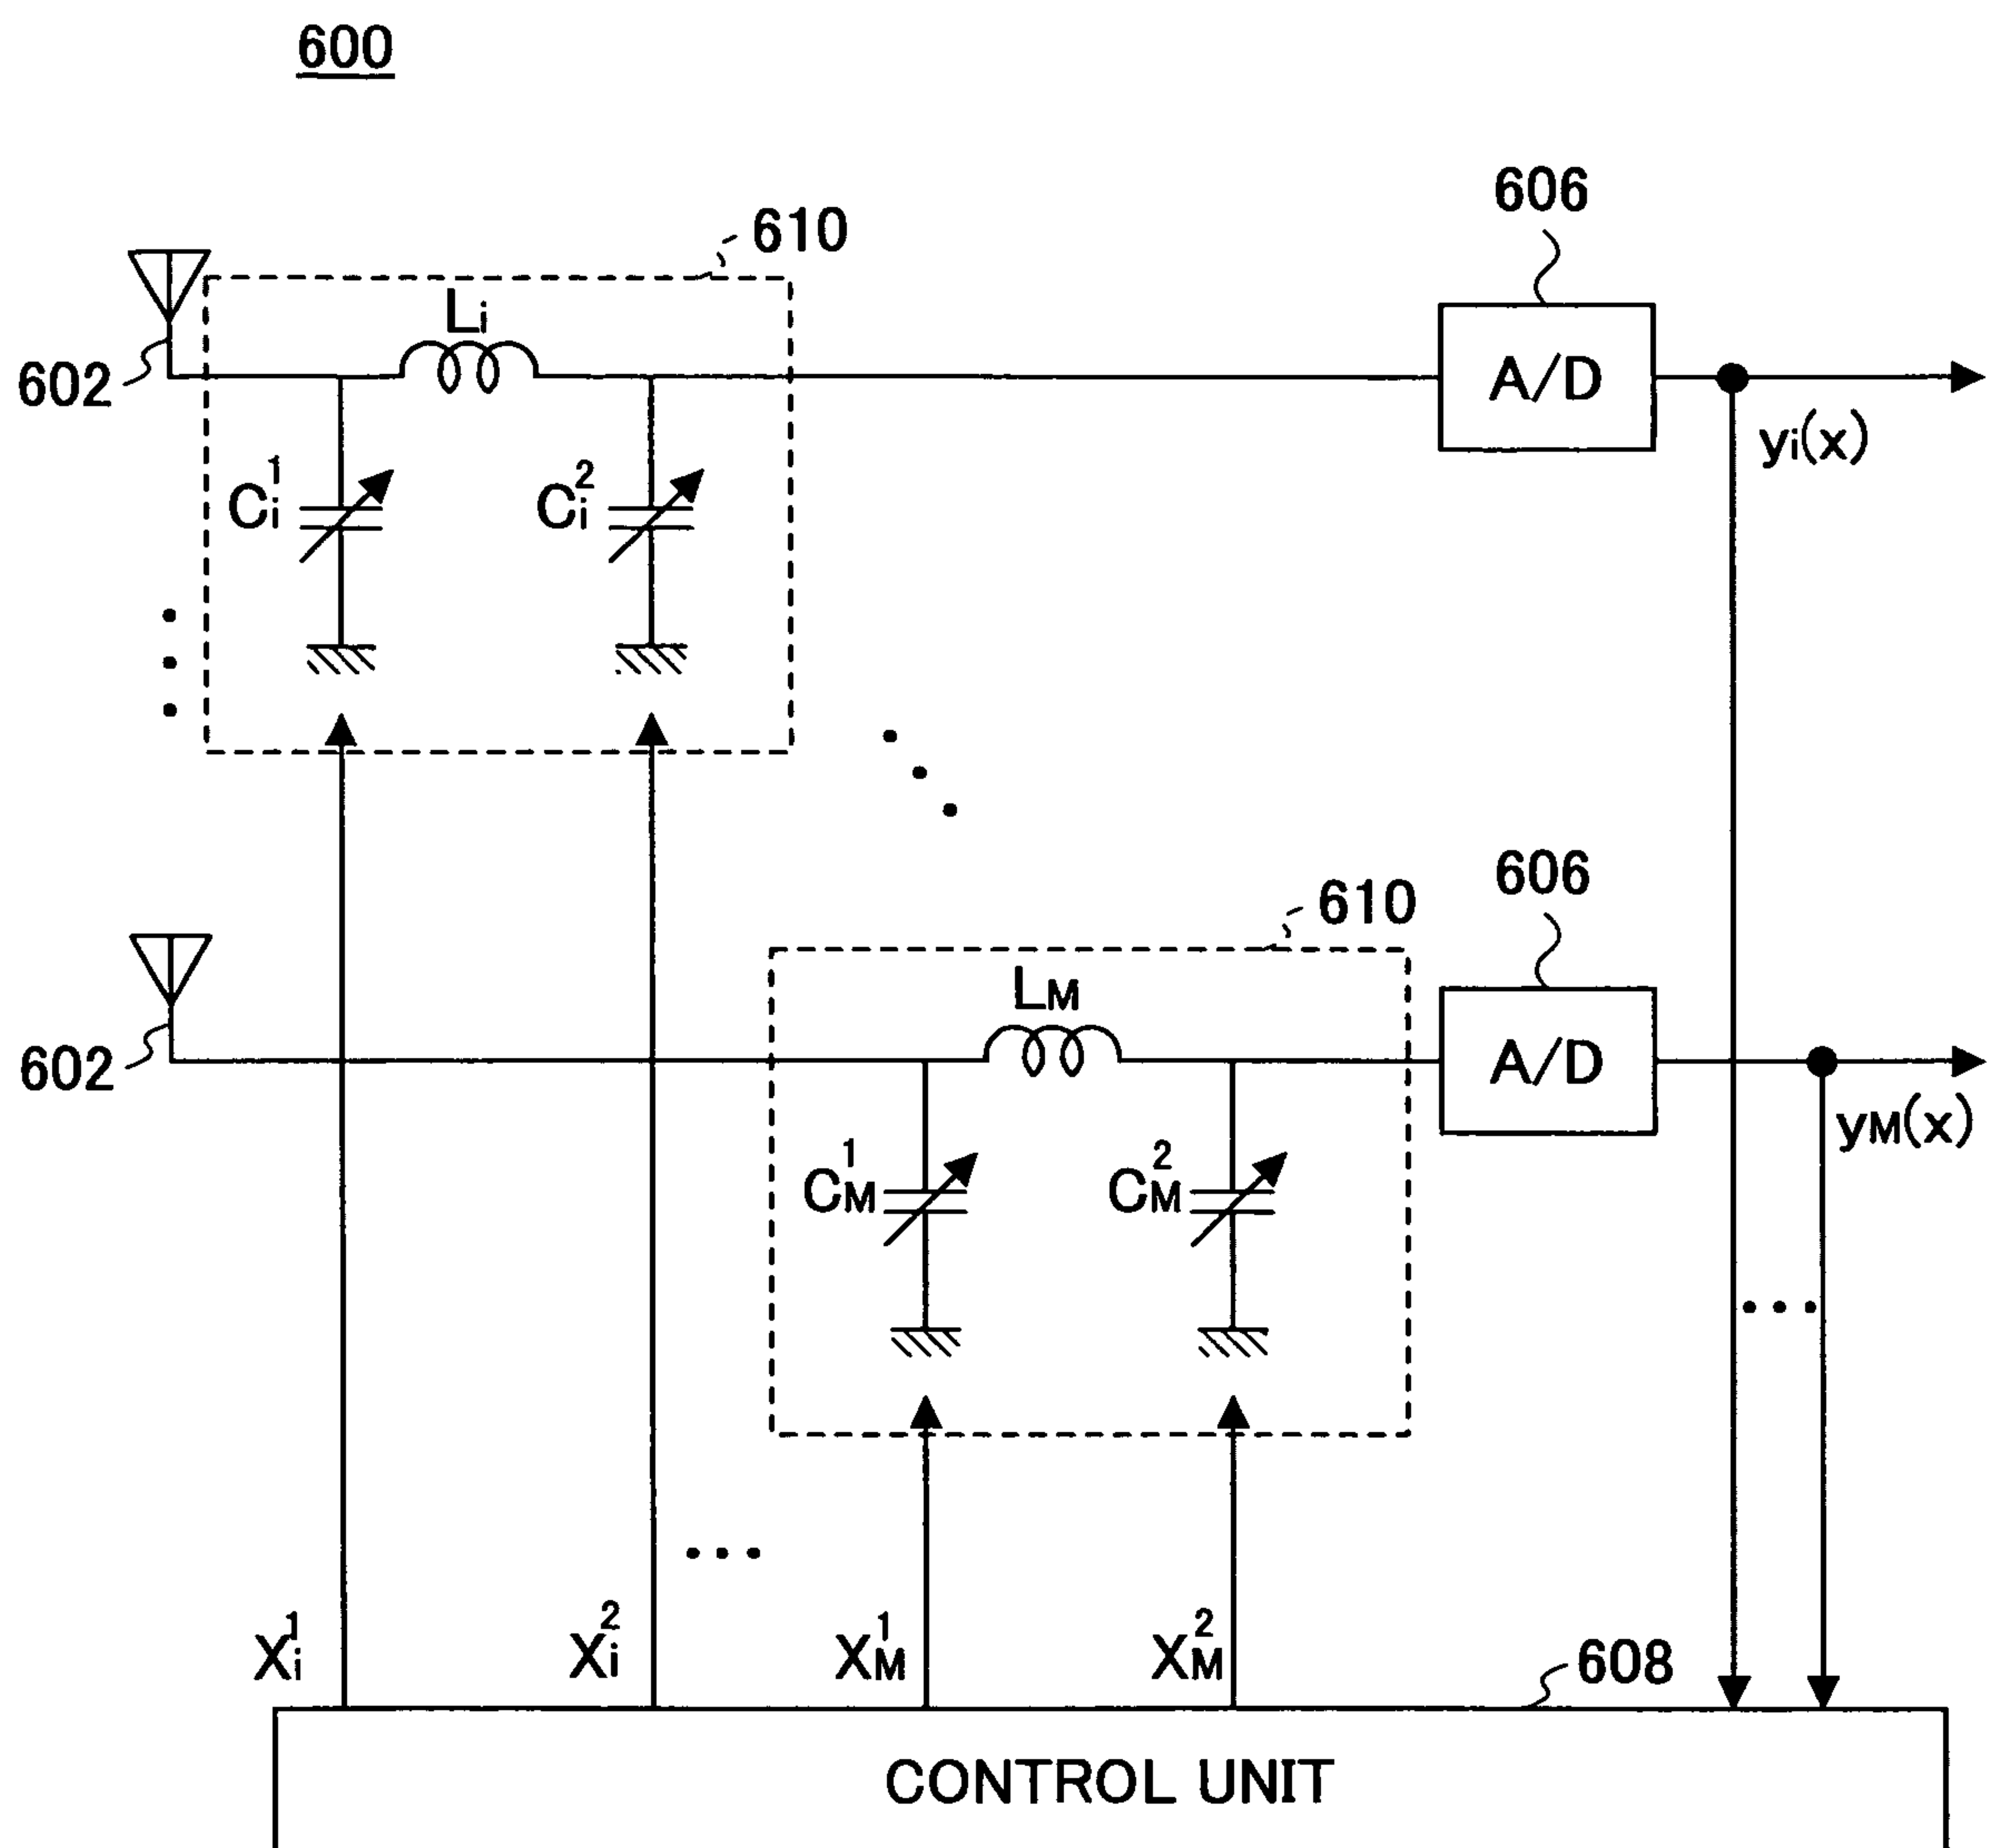 600
606
610
Li
602
A/D
yi(x)
Ci1
Ci2
606
610
LM
602
A/D
yM(x)
CM1
CM2
Xi1
Xi2
XM1
XM2
608
CONTROL UNIT